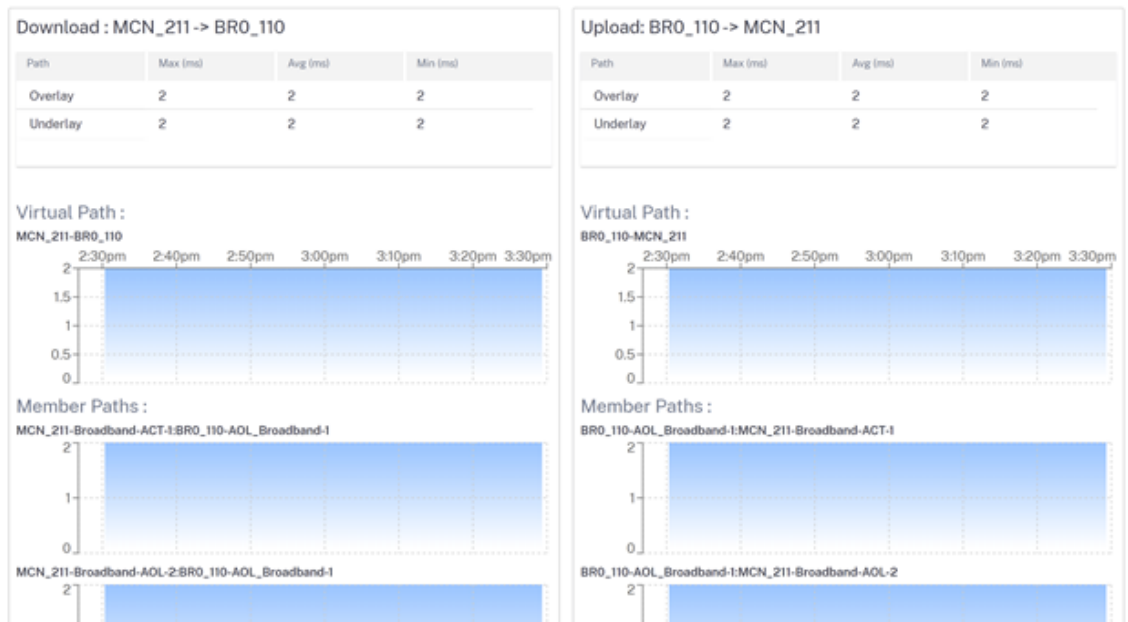 Download : MCN_211 -> BR0_110
Path Max (ms) Avg (ms) Min (ms)
Overlay 2 2 2
Underlay 2 2 2
Virtual Path :
MCN_211-BR0_110
2:30pm 2:40pm 2:50pm 3:00pm 3:10pm 3:20pm 3:30pm
2
1.5
1
0.5
0
Member Paths :
MCN_211-Broadband-ACT-1:BR0_110-AOL_Broadband-1
2
1
0
MCN_211-Broadband-AOL-2:BR0_110-AOL_Broadband-1
2
Upload: BR0_110 -> MCN_211
Path Max (ms) Avg (ms) Min (ms)
Overlay 2 2 2
Underlay 2 2 2
Virtual Path :
BR0_110-MCN_211
2:30pm 2:40pm 2:50pm 3:00pm 3:10pm 3:20pm 3:30pm
2
1.5
1
0.5
0
Member Paths :
BR0_110-AOL_Broadband-1:MCN_211-Broadband-ACT-1
2
1
0
BR0_110-AOL_Broadband-1:MCN_211-Broadband-AOL-2
2